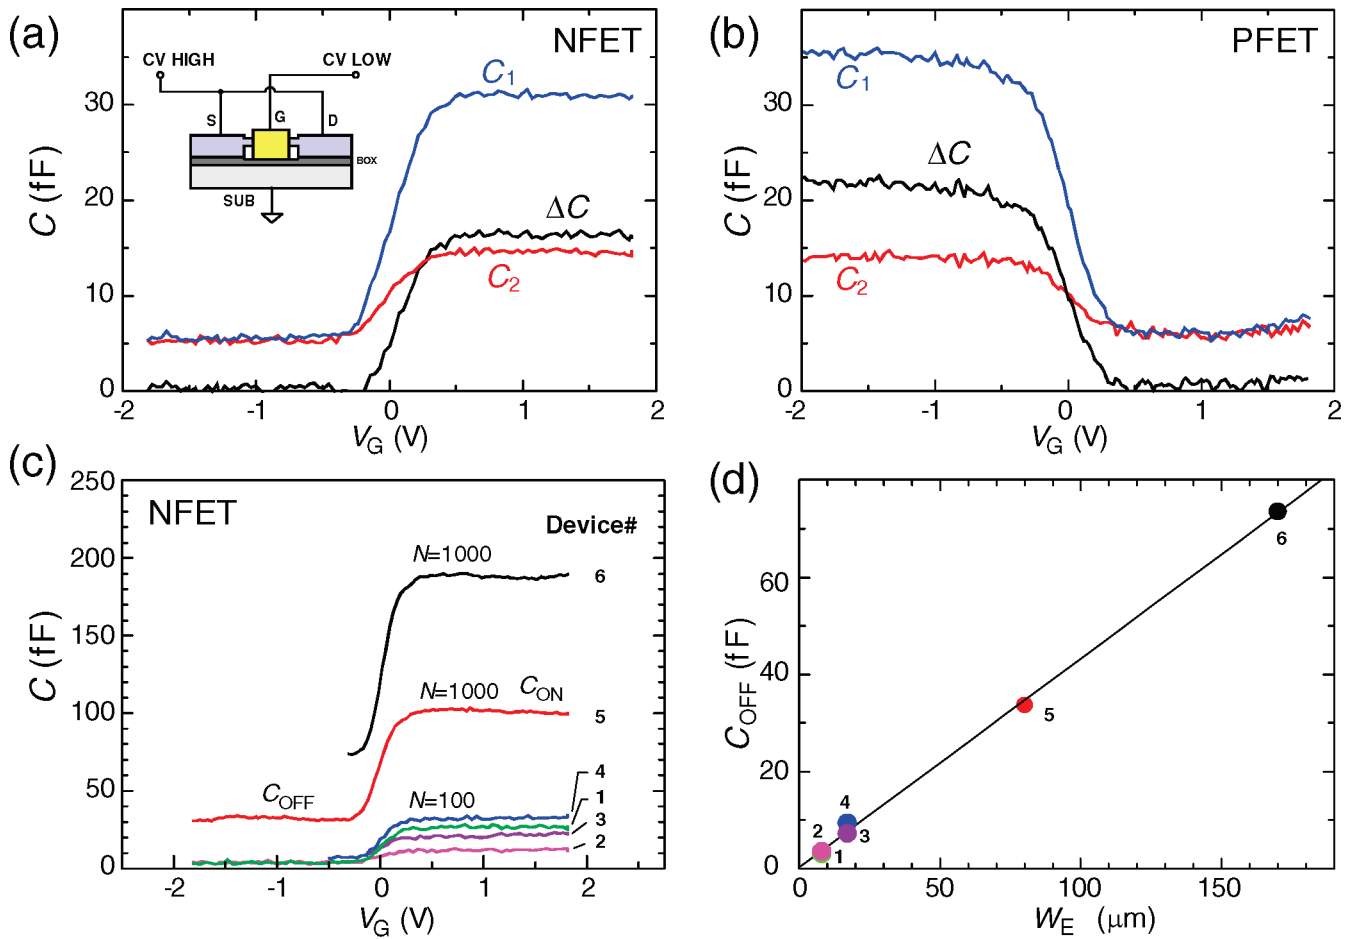 (a)
NFET
CV HIGH
CV LOW
S
G
D
BOX
SUB
C1
ΔC
C2
C (fF)
30
20
10
0
-2
-1
0
1
2
VG (V)
(b)
PFET
C1
ΔC
C2
C (fF)
30
20
10
0
-2
-1
0
1
2
VG (V)
(c)
NFET
Device#
N=1000
6
N=1000
CON
5
COFF
N=100
4
1
3
2
C (fF)
250
200
150
100
50
0
-2
-1
0
1
2
VG (V)
(d)
COFF (fF)
60
40
20
0
6
5
4
3
2
1
0
50
100
150
WE (μm)